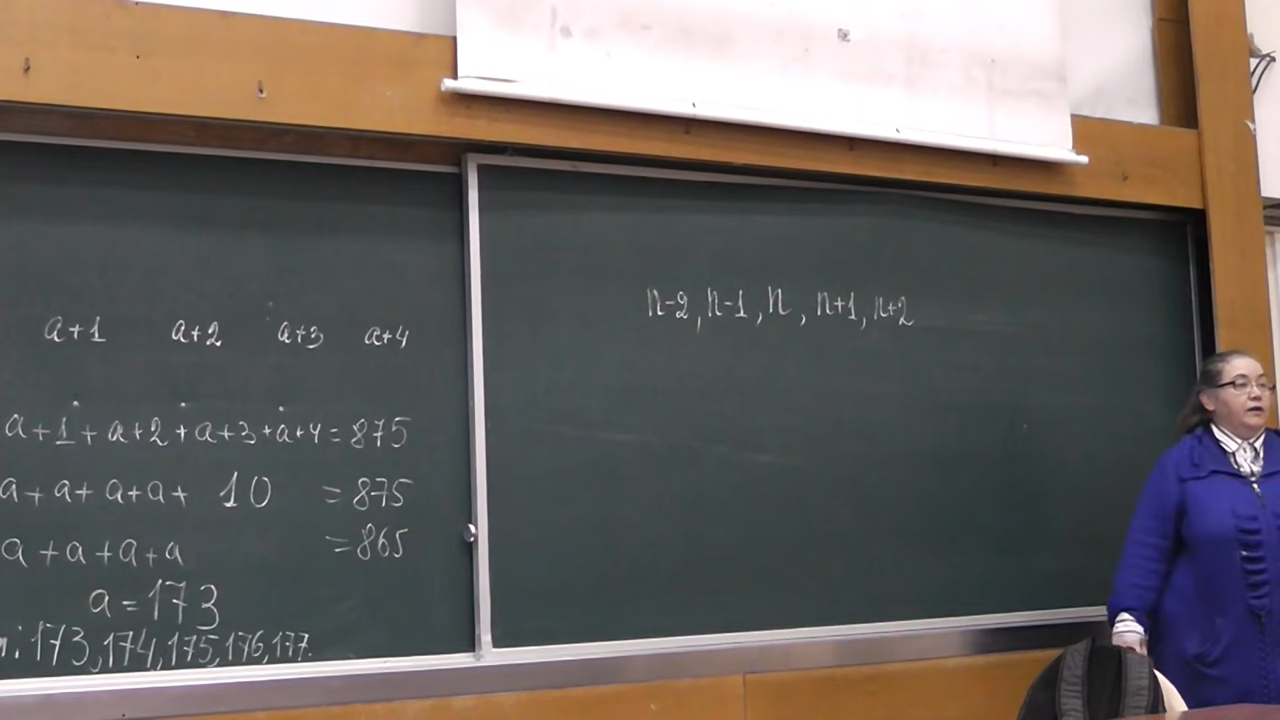 a+1 a+2 a+3 a+4
a+1+a+2+a+3+a+4=875
a+a+a+a+ 10 =875
a+a+a+a =865
a=173
: 173,174,175,176,177.
n-2, n-1, n, n+1, n+2